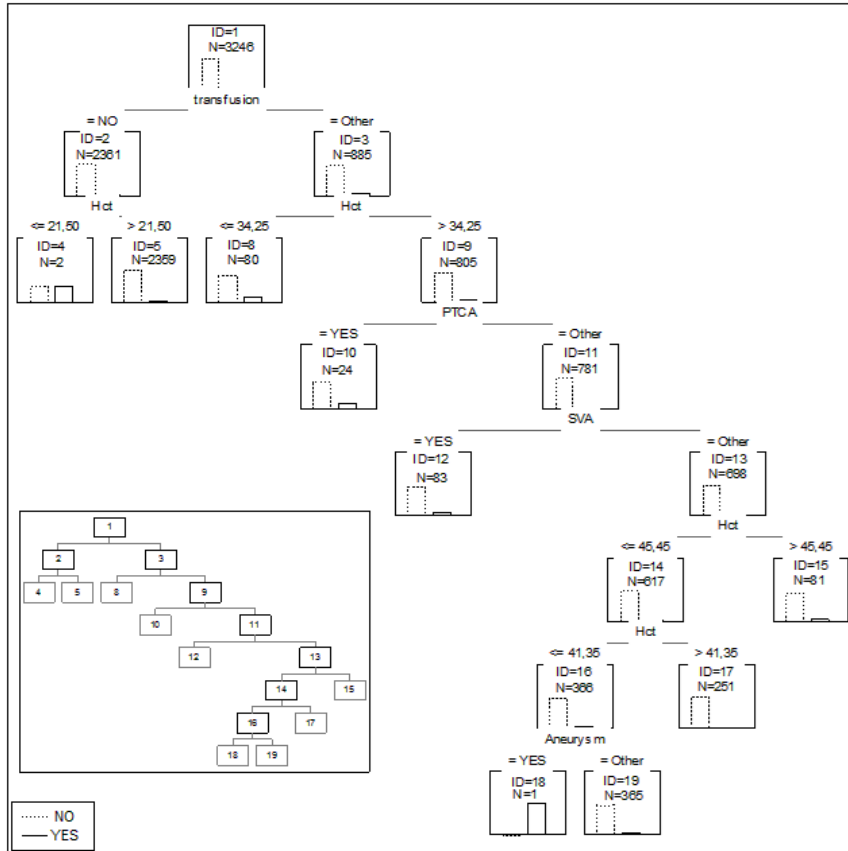 ID=1
N=3246
transfusion
= NO
= Other
ID=2
N=2361
ID=3
N=885
Hct
Hct
<= 21,50
> 21,50
<= 34,25
> 34,25
ID=4
N=2
ID=5
N=2359
ID=8
N=80
ID=9
N=805
PTCA
= YES
= Other
ID=10
N=24
ID=11
N=781
SVA
= YES
= Other
ID=12
N=83
ID=13
N=698
Hct
<= 45,45
> 45,45
ID=14
N=617
ID=15
N=81
Hct
<= 41,35
> 41,35
ID=16
N=366
ID=17
N=251
Aneurysm
= YES
= Other
ID=18
N=1
ID=19
N=365
1
2
3
4
5
8
9
10
11
12
13
14
15
16
17
18
19
NO
YES